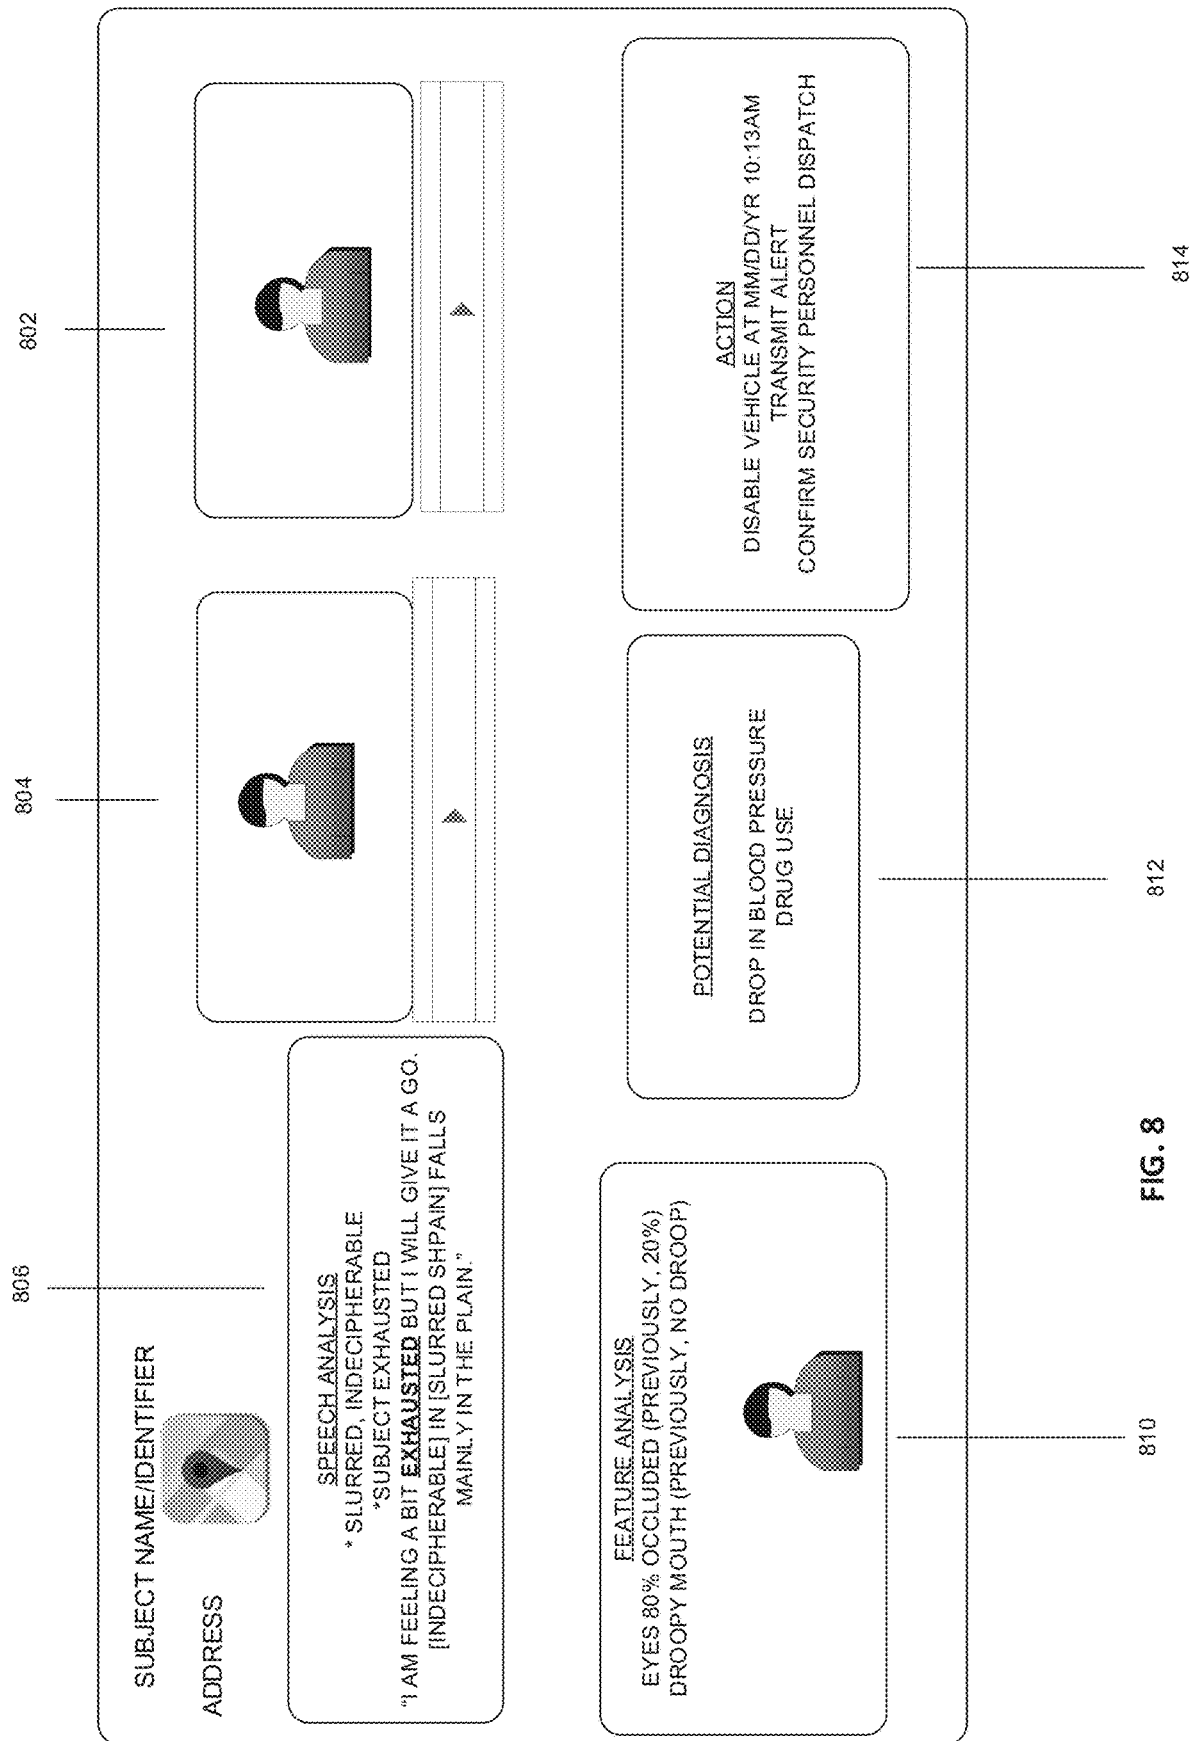 SUBJECT NAME/IDENTIFIER
ADDRESS
806
804
802
SPEECH ANALYSIS
* SLURRED, INDECIPHERABLE
*SUBJECT EXHAUSTED
"I AM FEELING A BIT EXHAUSTED BUT I WILL GIVE IT A GO.
[INDECIPHERABLE] IN [SLURRED SHPAIN] FALLS
MAINLY IN THE PLAIN."
FEATURE ANALYSIS
EYES 80% OCCLUDED (PREVIOUSLY, 20%)
DROOPY MOUTH (PREVIOUSLY, NO DROOP)
810
POTENTIAL DIAGNOSIS
DROP IN BLOOD PRESSURE
DRUG USE
812
ACTION
DISABLE VEHICLE AT MM/DD/YR 10:13AM
TRANSMIT ALERT
CONFIRM SECURITY PERSONNEL DISPATCH
814
FIG. 8